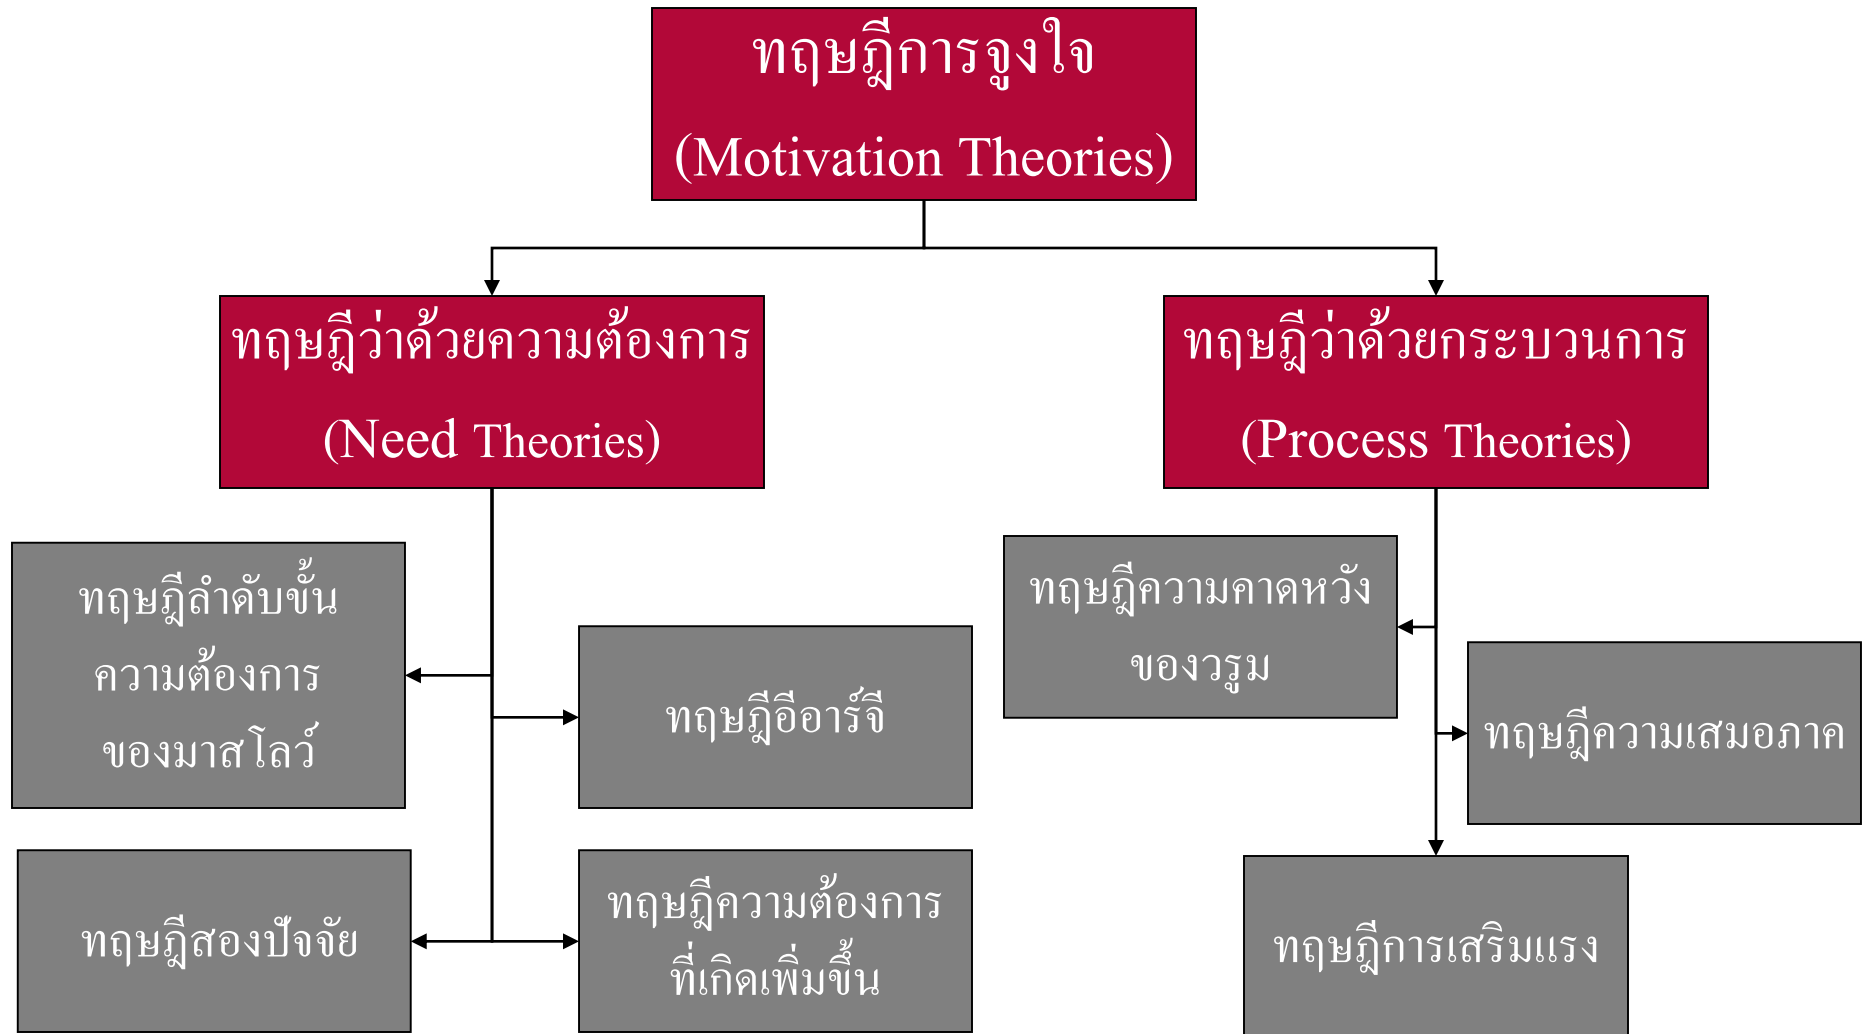 ทฤษฎีการจูงใจ
(Motivation Theories)
ทฤษฎีว่าด้วยความต้องการ
(Need Theories)
ทฤษฎีว่าด้วยกระบวนการ
(Process Theories)
ทฤษฎีลำดับขั้น
ความต้องการ
ของมาสโลว์
ทฤษฎีอีอาร์จี
ทฤษฎีความคาดหวัง
ของวรูม
ทฤษฎีความเสมอภาค
ทฤษฎีสองปัจจัย
ทฤษฎีความต้องการ
ที่เกิดเพิ่มขึ้น
ทฤษฎีการเสริมแรง